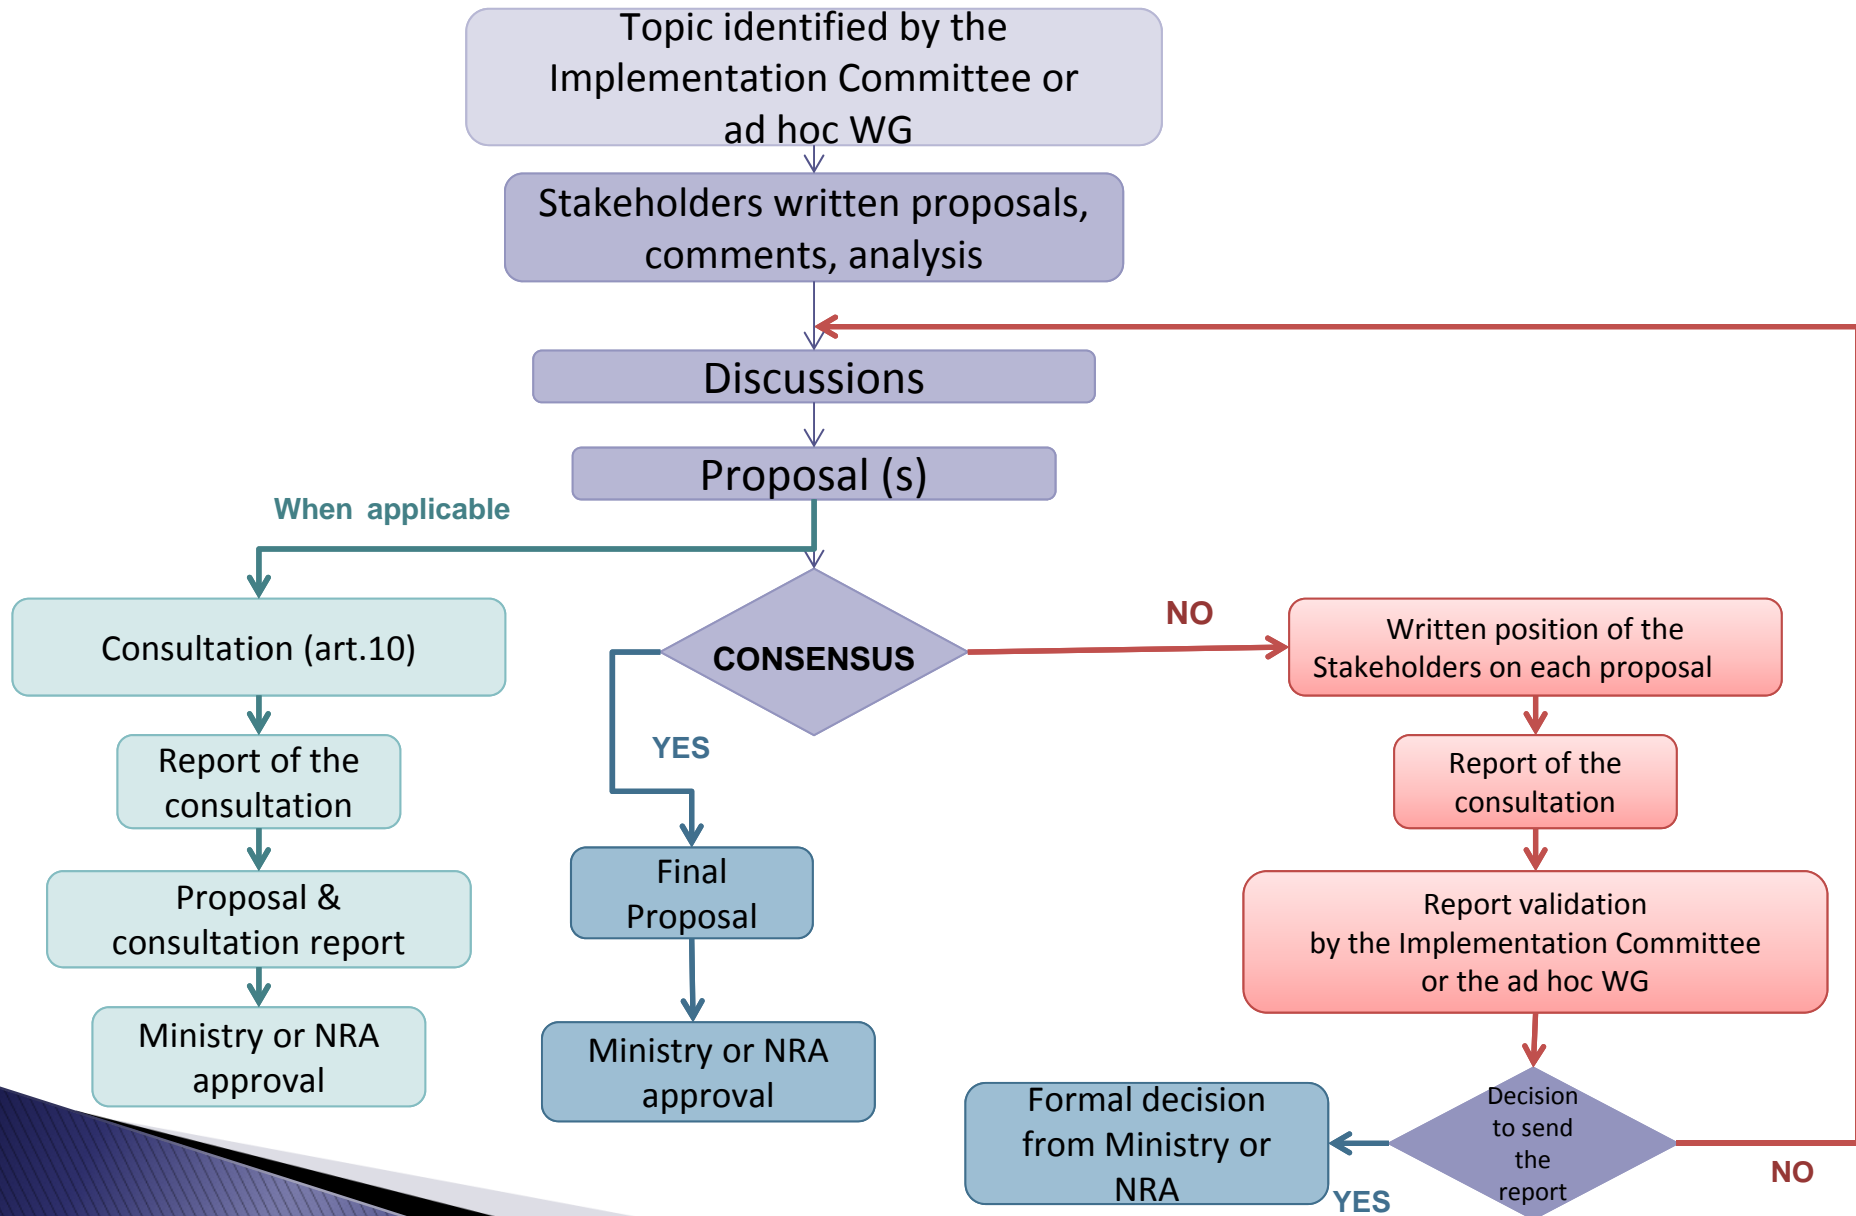 Topic identified by the
Implementation Committee or
ad hoc WG
Stakeholders written proposals,
comments, analysis
Discussions
Proposal (s)
When applicable
Consultation (art.10)
Report of the
consultation
Proposal &
consultation report
Ministry or NRA
approval
CONSENSUS
YES
Final
Proposal
Ministry or NRA
approval
NO
Written position of the
Stakeholders on each proposal
Report of the
consultation
Report validation
by the Implementation Committee
or the ad hoc WG
Decision
to send
the
report
NO
YES
Formal decision
from Ministry or
NRA